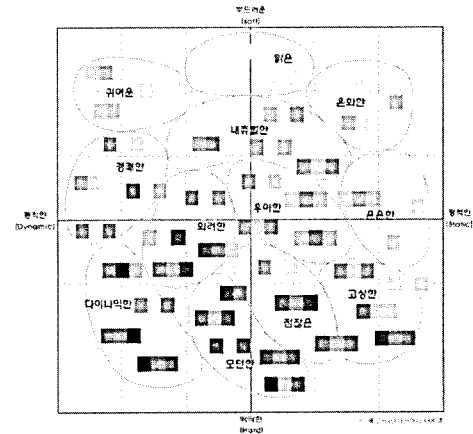 부드러운
(soft)
맑은
귀여운
온화한
내츄럴한
경쾌한
우아한
은은한
동적인
(Dynamic)
화려한
정적인
(Static)
다이나믹한
고상한
점잖은
모던한
딱딱한
(Hard)